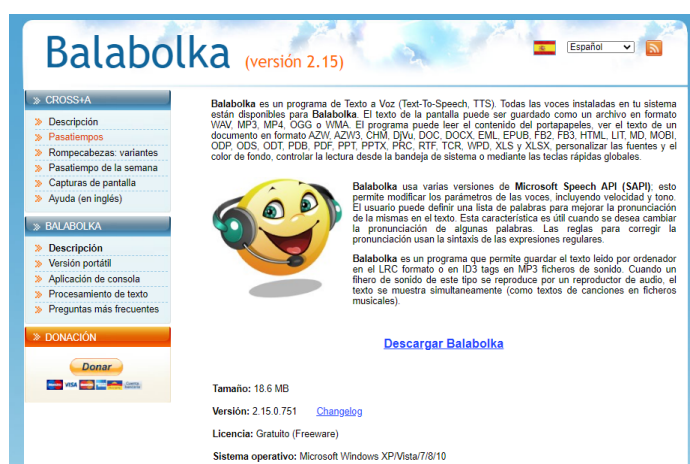 Balabolka (versión 2.15)
Español
» CROSS+A
» Descripción
» Pasatiempos
» Rompecabezas: variantes
» Pasatiempo de la semana
» Capturas de pantalla
» Ayuda (en inglés)
» BALABOLKA
» Descripción
» Versión portátil
» Aplicación de consola
» Procesamiento de texto
» Preguntas más frecuentes
» DONACIÓN
Donar
VISA
Balabolka es un programa de Texto a Voz (Text-To-Speech, TTS). Todas las voces instaladas en tu sistema
están disponibles para Balabolka. El texto de la pantalla puede ser guardado como un archivo en formato
WAV, MP3, MP4, OGG o WMA. El programa puede leer el contenido del portapapeles, ver el texto de un
documento en formato AZW, AZW3, CHM, DjVu, DOC, DOCX, EML, EPUB, FB2, FB3, HTML, LIT, MD, MOBI,
ODP, ODS, ODT, PDB, PDF, PPT, PPTX, PRC, RTF, TCR, WPD, XLS y XLSX, personalizar las fuentes y el
color de fondo, controlar la lectura desde la bandeja de sistema o mediante las teclas rápidas globales.
Balabolka usa varias versiones de Microsoft Speech API (SAPI); esto
permite modificar los parámetros de las voces, incluyendo velocidad y tono.
El usuario puede definir una lista de palabras para mejorar la pronunciación
de la mismas en el texto. Esta característica es útil cuando se desea cambiar
la pronunciación de algunas palabras. Las reglas para corregir la
pronunciación usan la sintaxis de las expresiones regulares.
Balabolka es un programa que permite guardar el texto leido por ordenador
en el LRC formato o en ID3 tags en MP3 ficheros de sonido. Cuando un
fihero de sonido de este tipo se reproduce por un reproductor de audio, el
texto se muestra simultaneamente (como textos de canciones en ficheros
musicales).
Descargar Balabolka
Tamaño: 18.6 MB
Versión: 2.15.0.751 Changelog
Licencia: Gratuito (Freeware)
Sistema operativo: Microsoft Windows XP/Vista/7/8/10